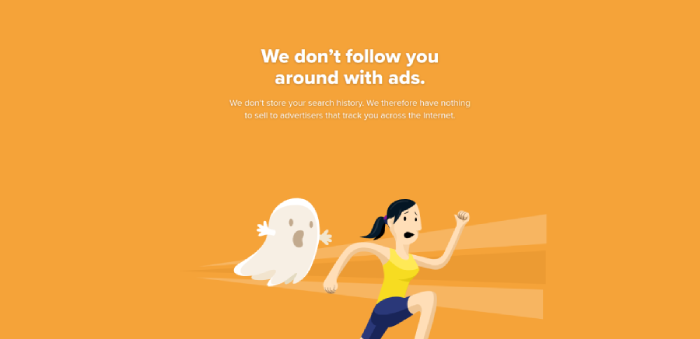 We don't follow you
around with ads.
We don't store your search history. We therefore have nothing
to sell to advertisers that track you across the Internet.